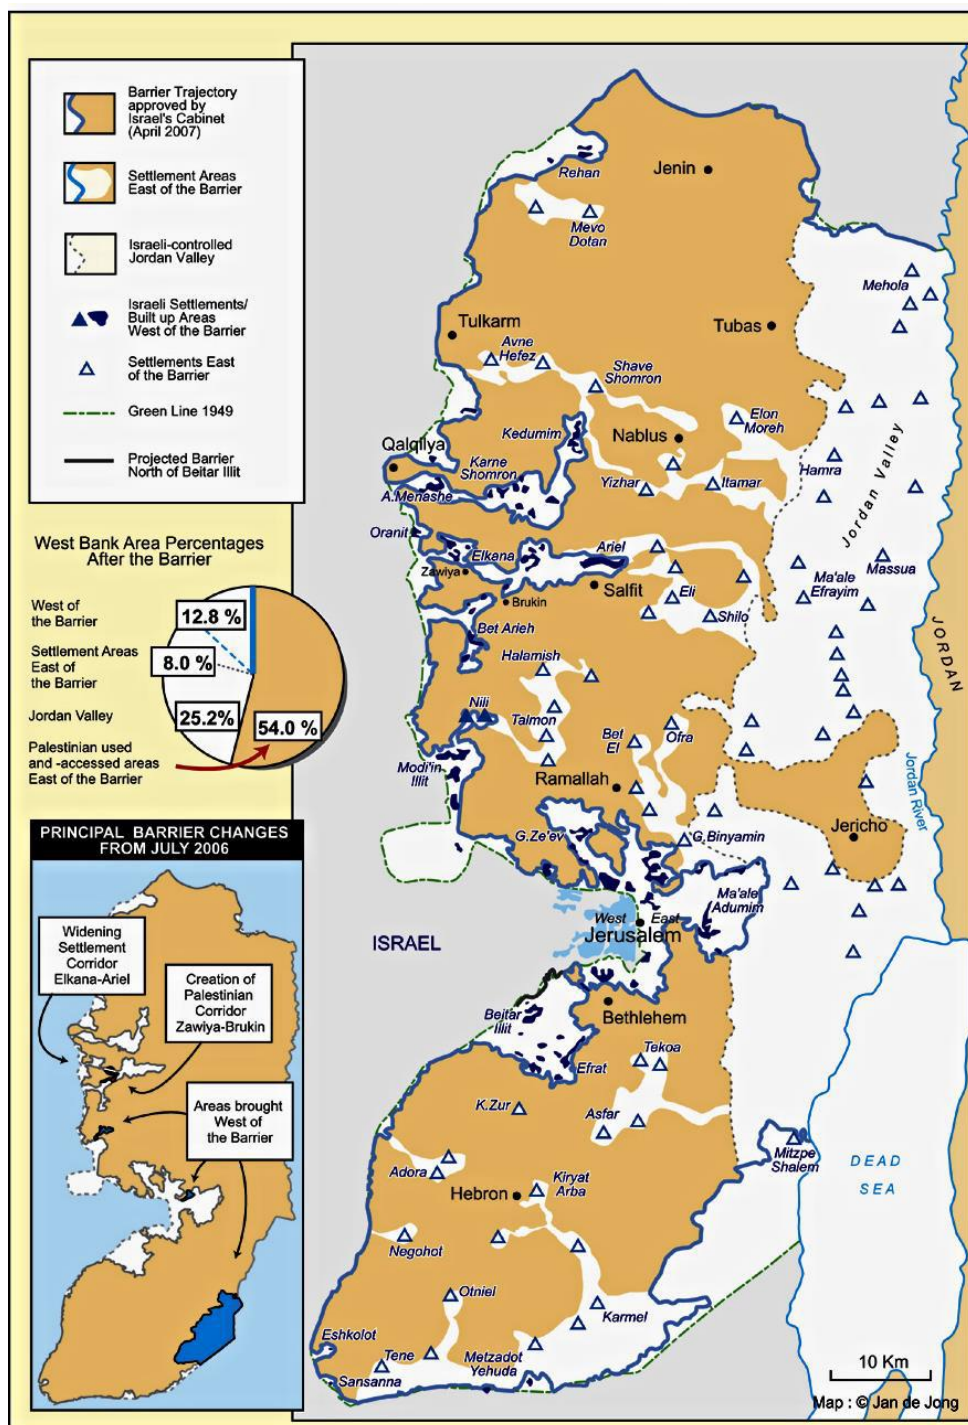 Barrier Trajectory
approved by
Israel's Cabinet
(April 2007)
Settlement Areas
East of the Barrier
Israeli-controlled
Jordan Valley
Israeli Settlements/
Built up Areas
West of the Barrier
Settlements East
of the Barrier
Green Line 1949
Projected Barrier
North of Beitar Illit
West Bank Area Percentages
After the Barrier
West of
the Barrier
Settlement Areas
East of
the Barrier
Jordan Valley
Palestinian used
and -accessed areas
East of the Barrier
12.8 %
8.0 %
25.2%
54.0 %
PRINCIPAL BARRIER CHANGES
FROM JULY 2006
Widening
Settlement
Corridor
Elkana-Ariel
Creation of
Palestinian
Corridor
Zawiya-Brukin
Areas brought
West of
the Barrier
Rehan
Jenin
Mevo
Dotan
Mehola
Tulkarm
Tubas
Avne
Hefez
Shave
Shomron
Elon
Moreh
Kedumim
Nablus
Qalqilya
Karne
Shomron
Hamra
Jordan Valley
A.Menashe
Yizhar
Itamar
Oranit
Elkana
Ariel
Zawiya
Massua
Ma'ale
Efrayim
Salfit
Eli
Brukin
Shilo
Bet Arieh
Halamish
JORDAN
Nili
Talmon
Bet
El
Ofra
Modi'in
Illit
Ramallah
Jordan River
G.Ze'ev
G.Binyamin
Jericho
Ma'ale
Adumim
West
East
Jerusalem
ISRAEL
Beitar
Illit
Bethlehem
Efrat
Tekoa
K.Zur
Asfar
Mitzpe
Shalem
DEAD
SEA
Adora
Kiryat
Arba
Hebron
Negohot
Otniel
Karmel
Eshkolot
Tene
Metzadot
Yehuda
Sansanna
10 Km
Map : © Jan de Jong